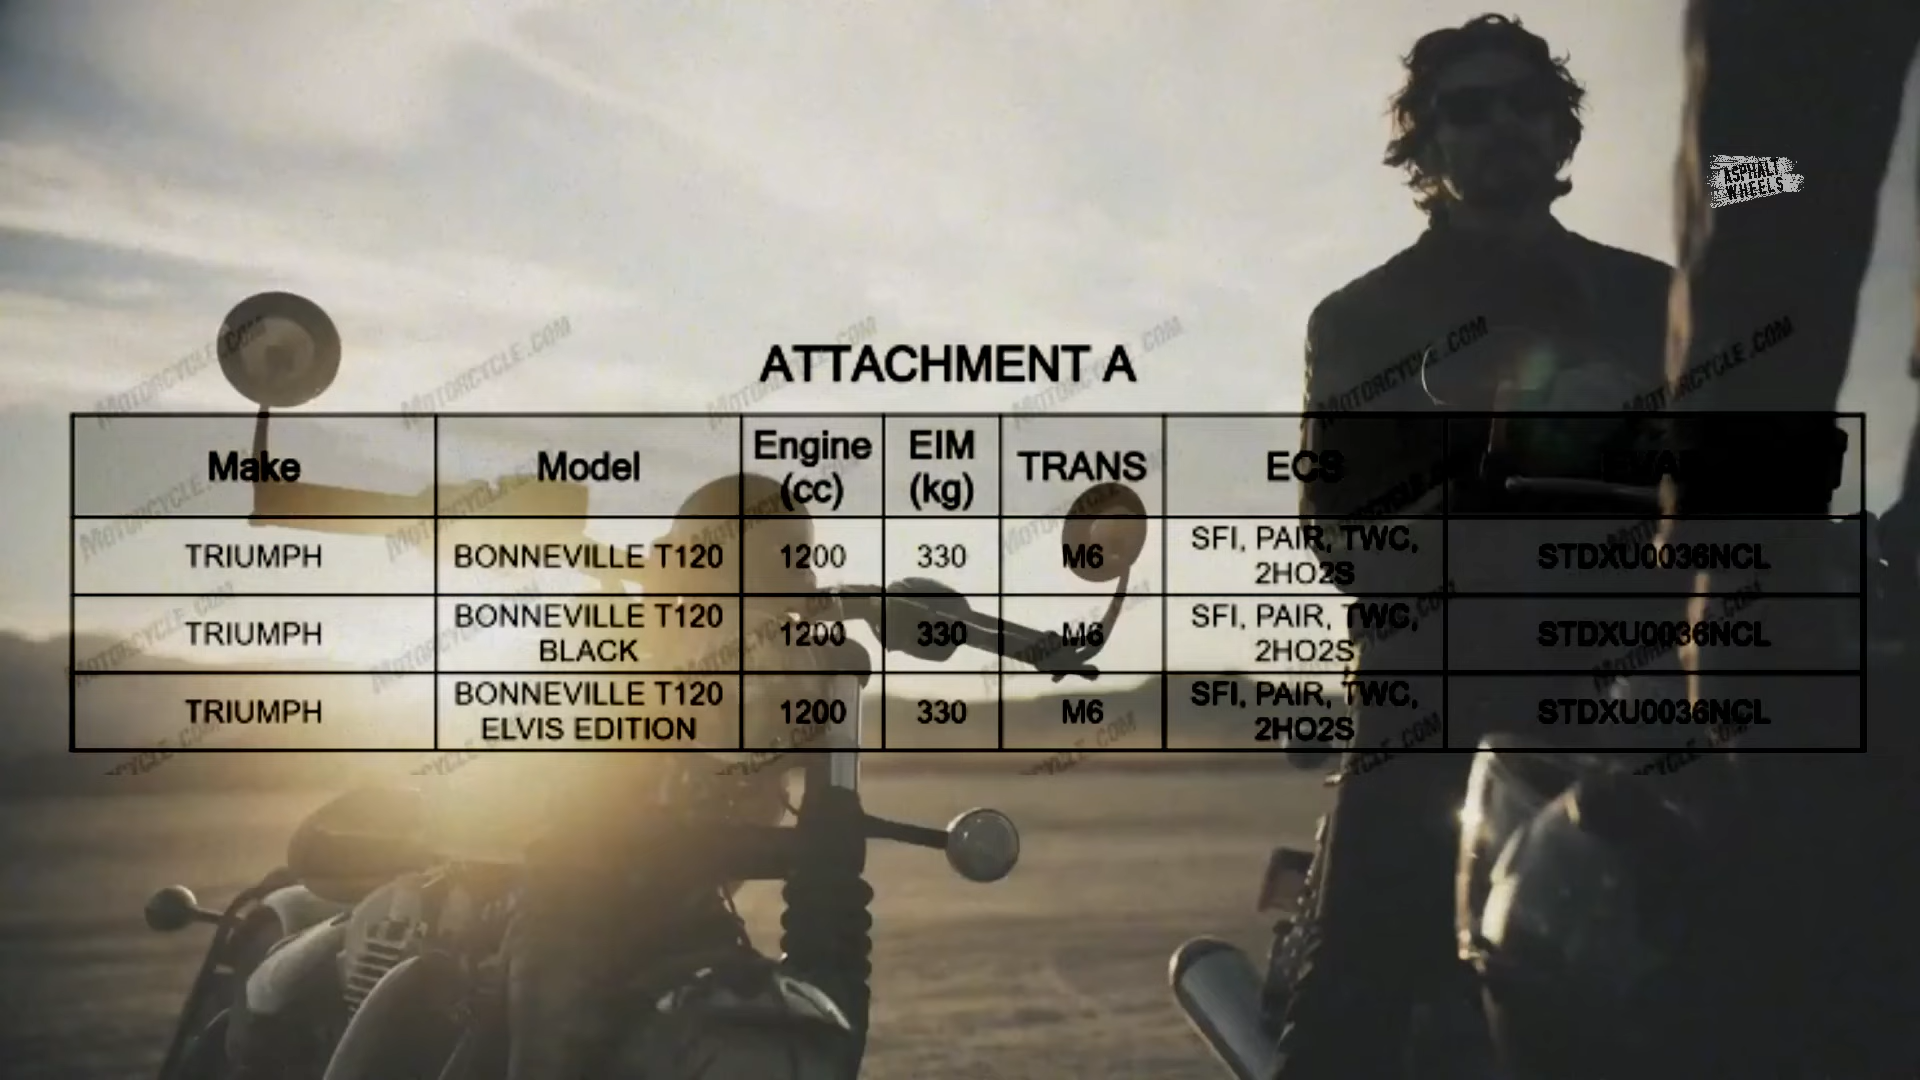 ASPHALT
WHEELS
ATTACHMENT A
Make Model Engine (cc) EIM (kg) TRANS ECS
TRIUMPH BONNEVILLE T120 1200 330 M6 SFI, PAIR, TWC, 2HO2S STDXU0036NCL
TRIUMPH BONNEVILLE T120 BLACK 1200 330 M6 SFI, PAIR, TWC, 2HO2S STDXU0036NCL
TRIUMPH BONNEVILLE T120 ELVIS EDITION 1200 330 M6 SFI, PAIR, TWC, 2HO2S STDXU0036NCL
MOTORCYCLE.COM